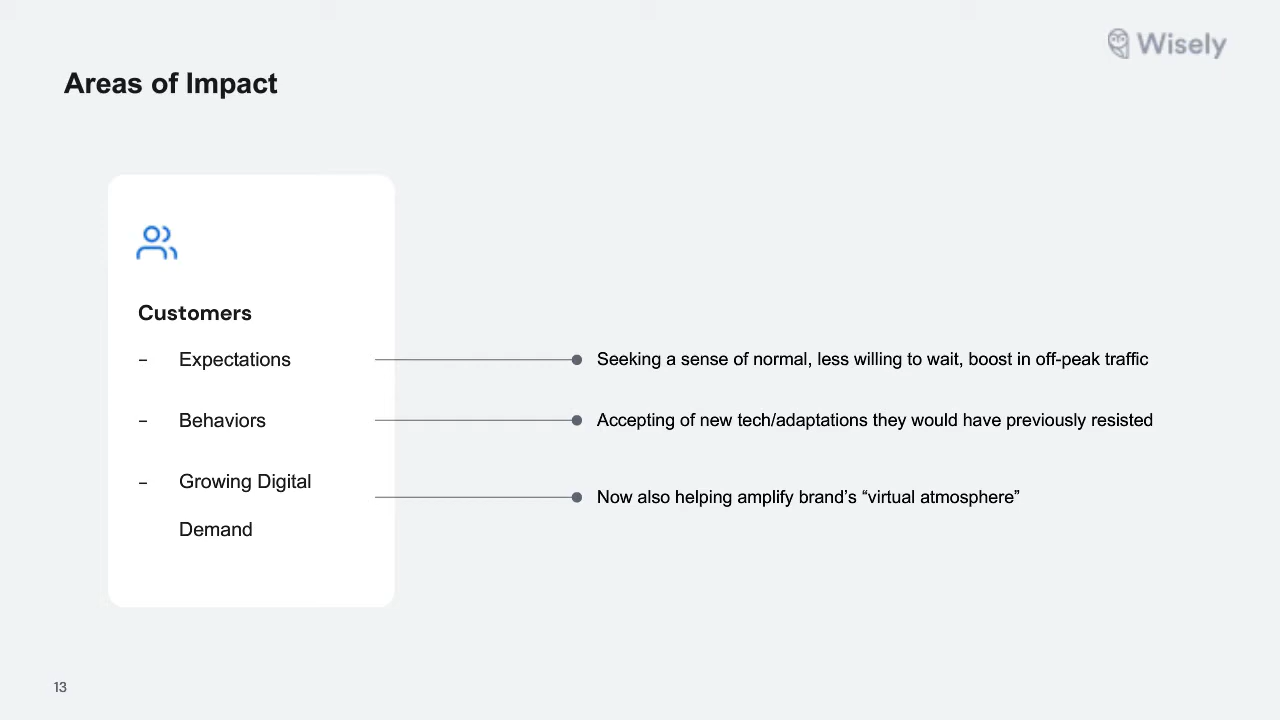 Wisely
Areas of Impact
Customers
– Expectations
Seeking a sense of normal, less willing to wait, boost in off-peak traffic
– Behaviors
Accepting of new tech/adaptations they would have previously resisted
– Growing Digital
Demand
Now also helping amplify brand’s “virtual atmosphere”
13